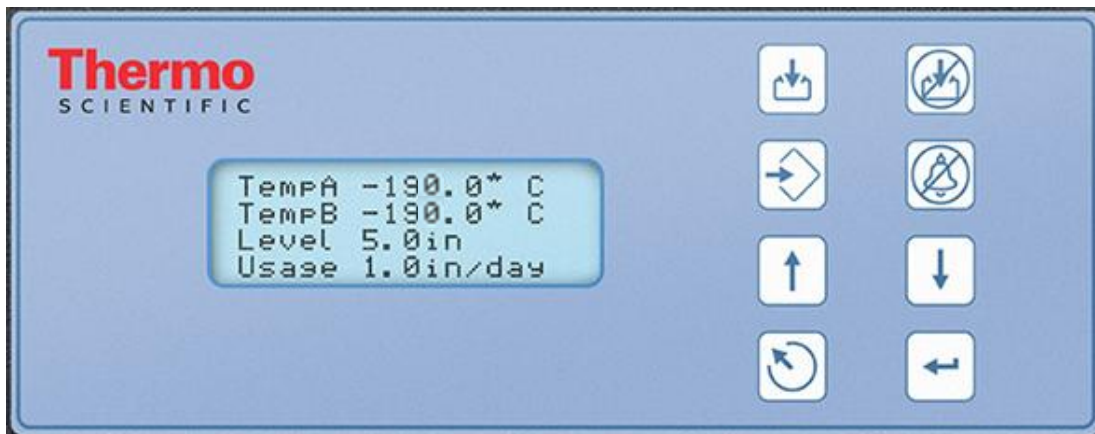 Thermo
SCIENTIFIC
TempA -190.0* C
TempB -190.0* C
Level 5.0in
Usage 1.0in/day